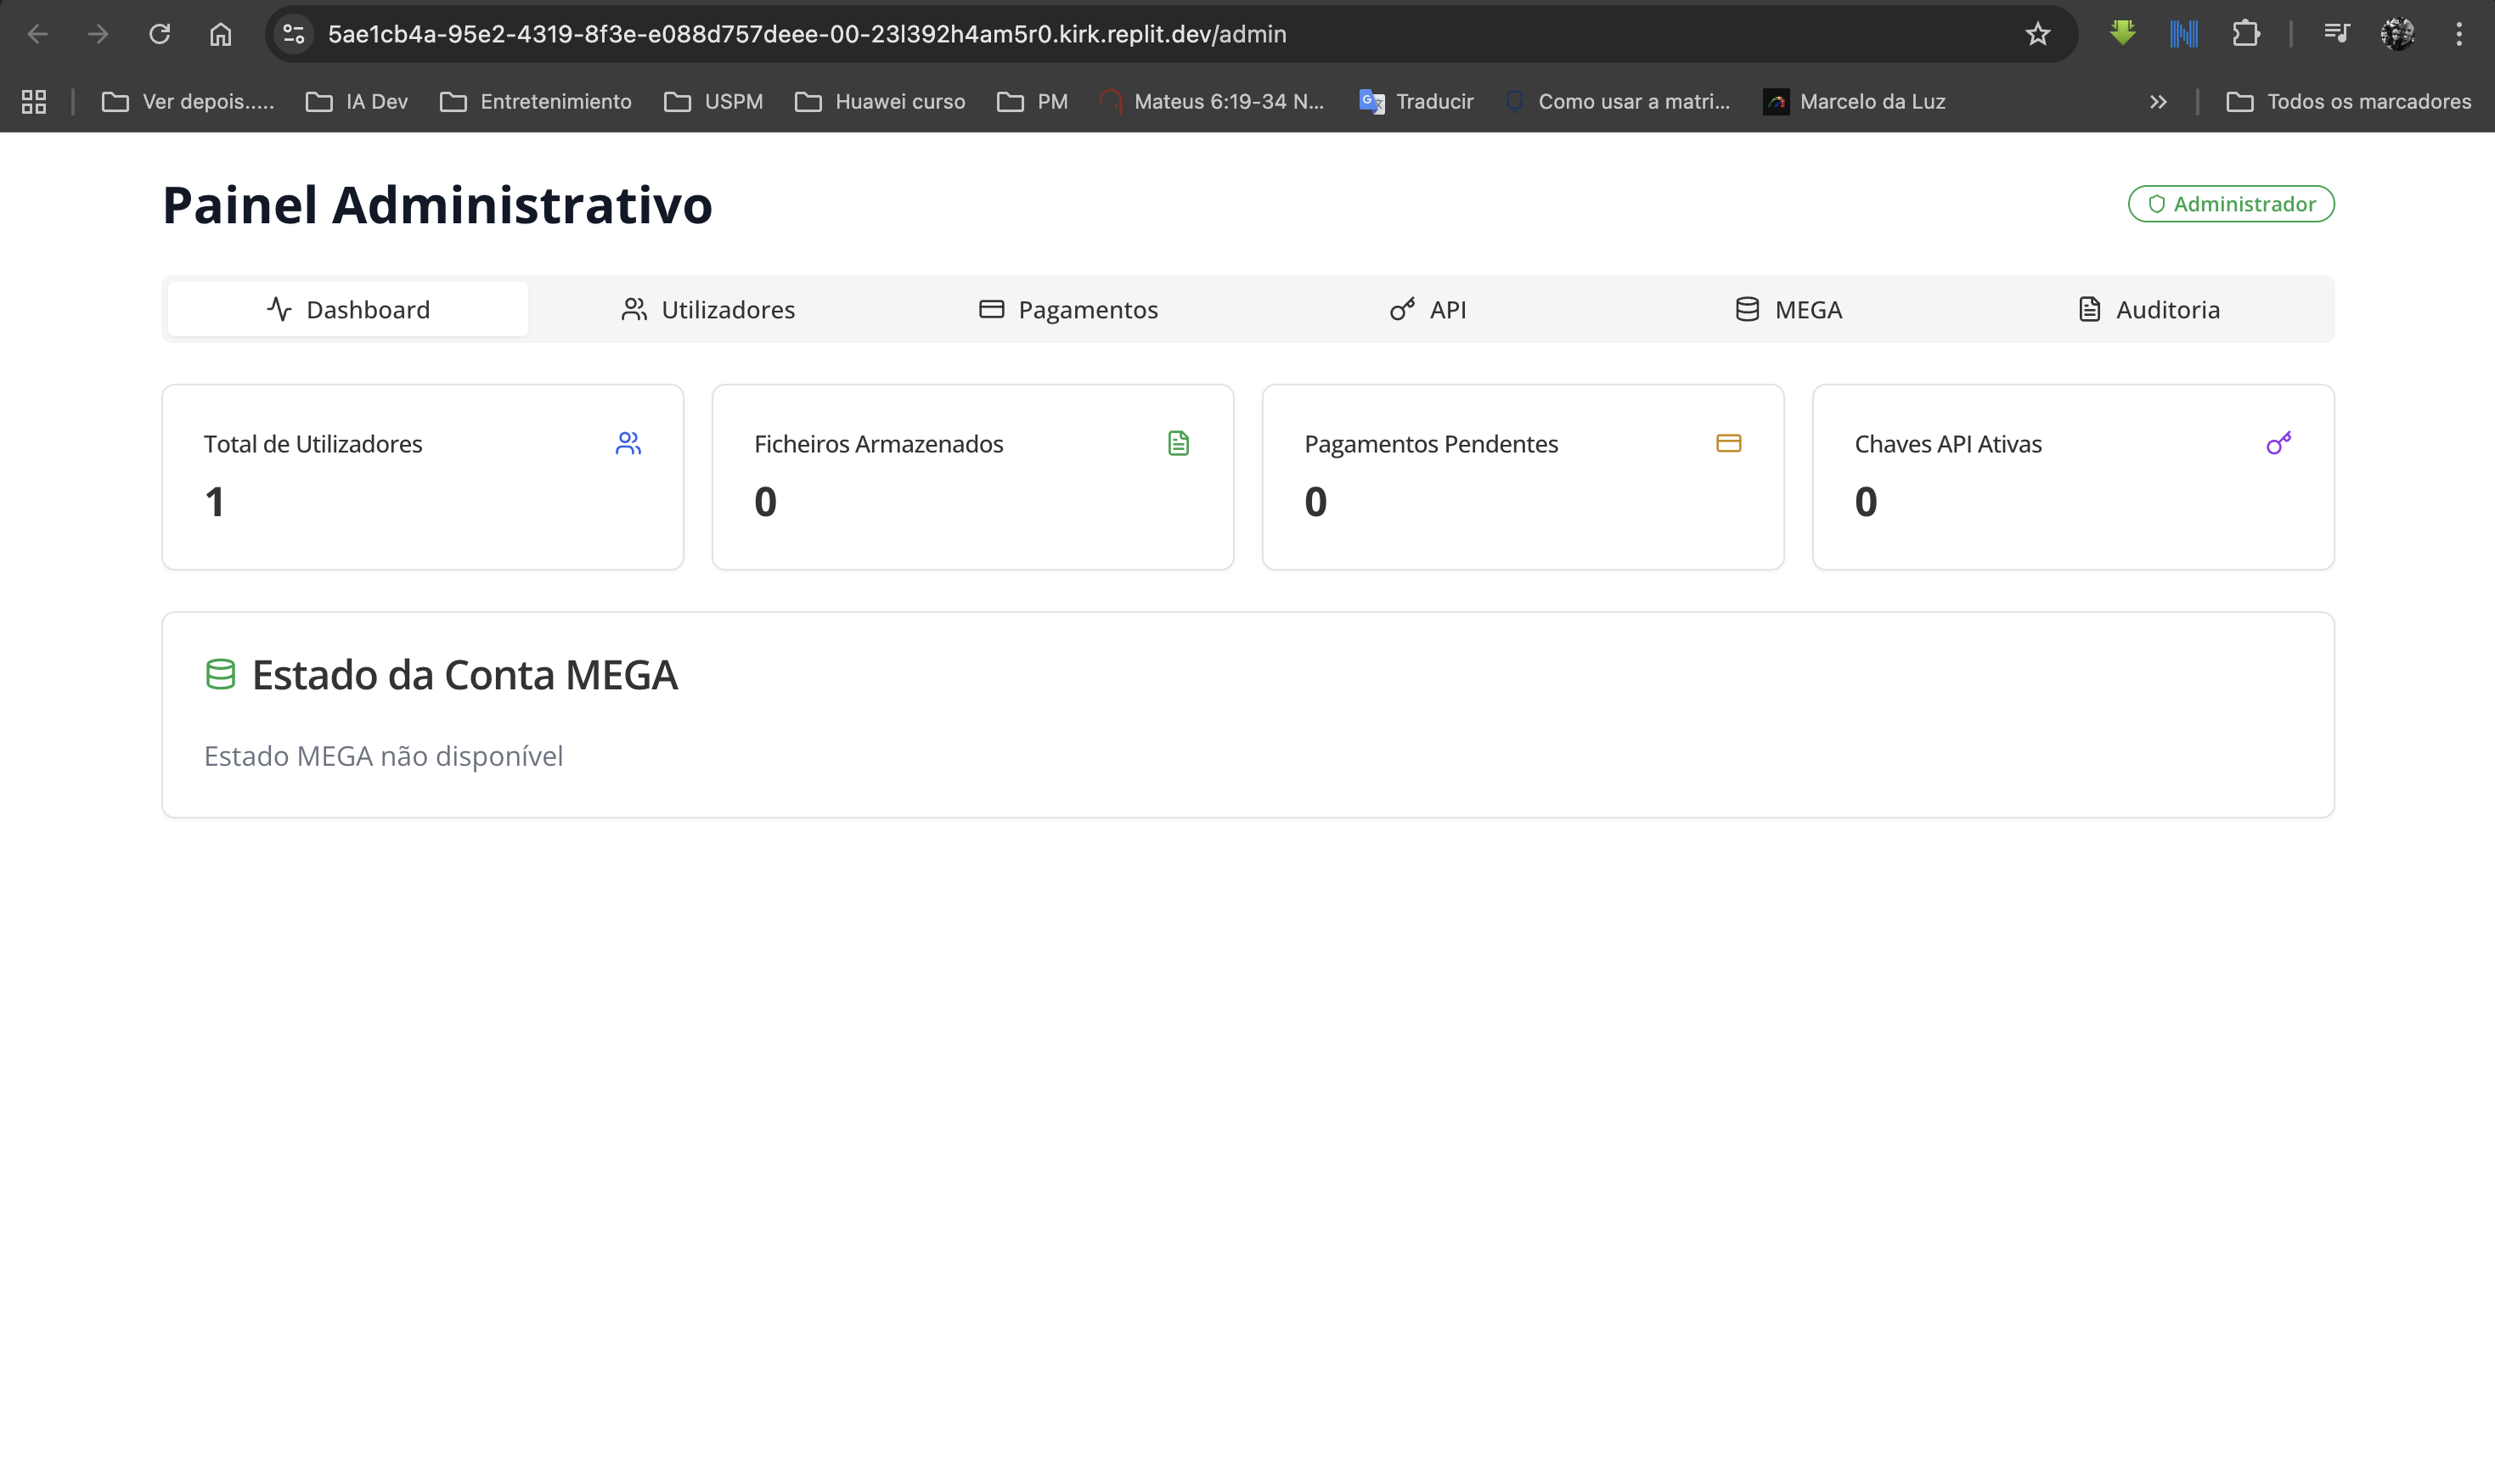 5ae1cb4a-95e2-4319-8f3e-e088d757deee-00-23l392h4am5r0.kirk.replit.dev/admin
Ver depois..... IA Dev Entretenimiento USPM Huawei curso PM Mateus 6:19-34 N... Traducir Como usar a matri... Marcelo da Luz Todos os marcadores
Painel Administrativo
Administrador
Dashboard Utilizadores Pagamentos API MEGA Auditoria
Total de Utilizadores
1
Ficheiros Armazenados
0
Pagamentos Pendentes
0
Chaves API Ativas
0
Estado da Conta MEGA
Estado MEGA não disponível